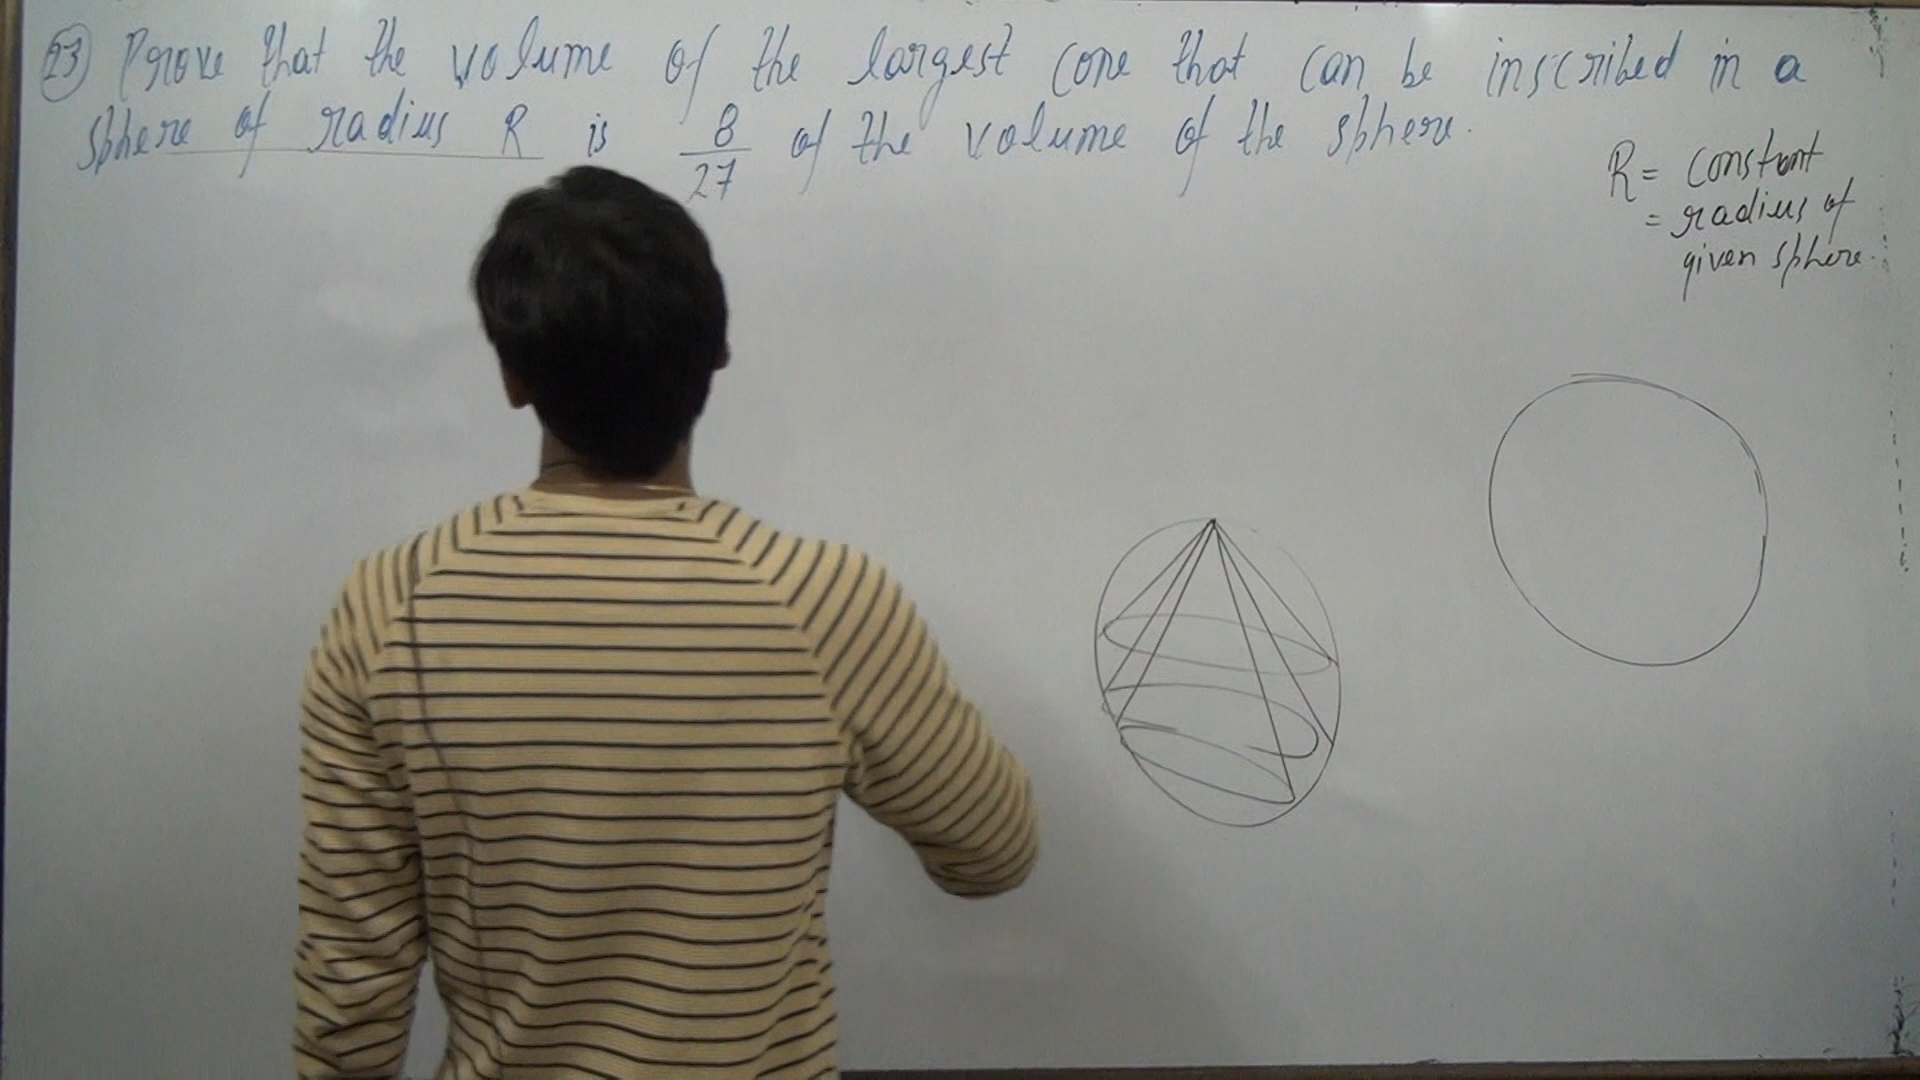 23 Prove that the volume of the largest cone that can be inscribed in a
sphere of radius R is 8/27 of the volume of the sphere.
R = constant
= radius of
given sphere.